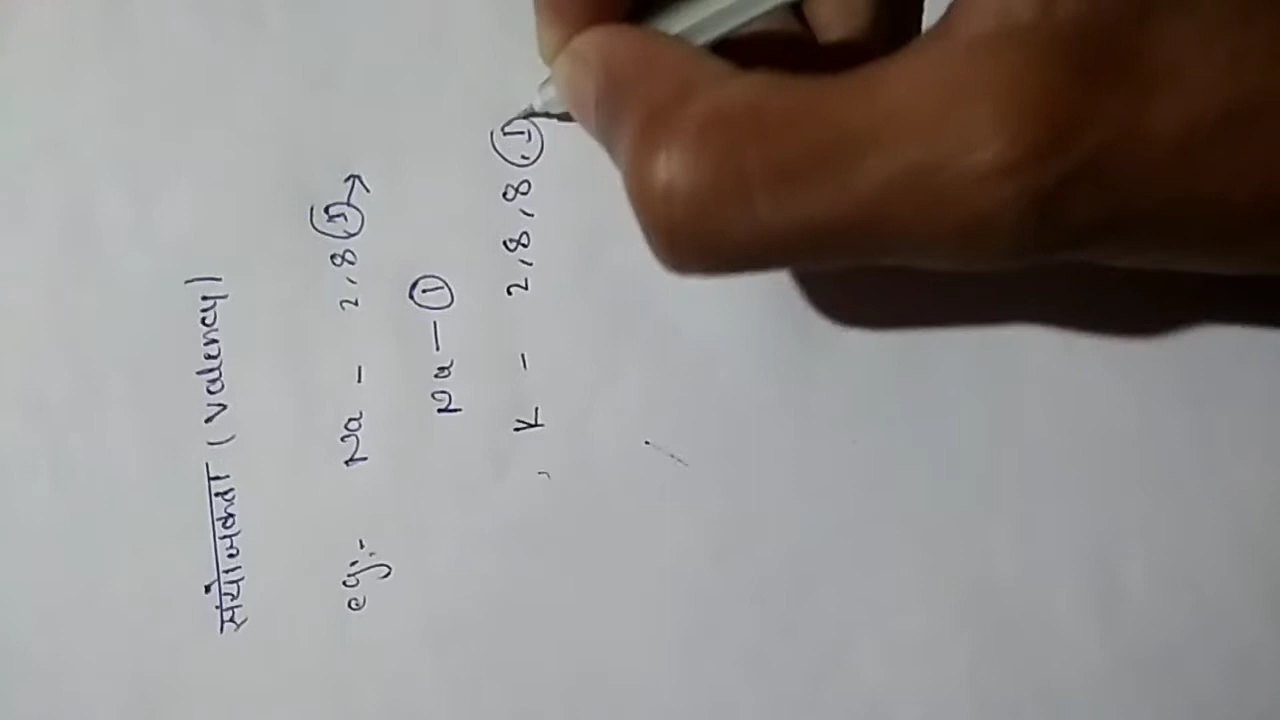 संयोजकता (Valency)
eg:- Na - 2,8,1→
Na - 1
, K - 2,8,8,1